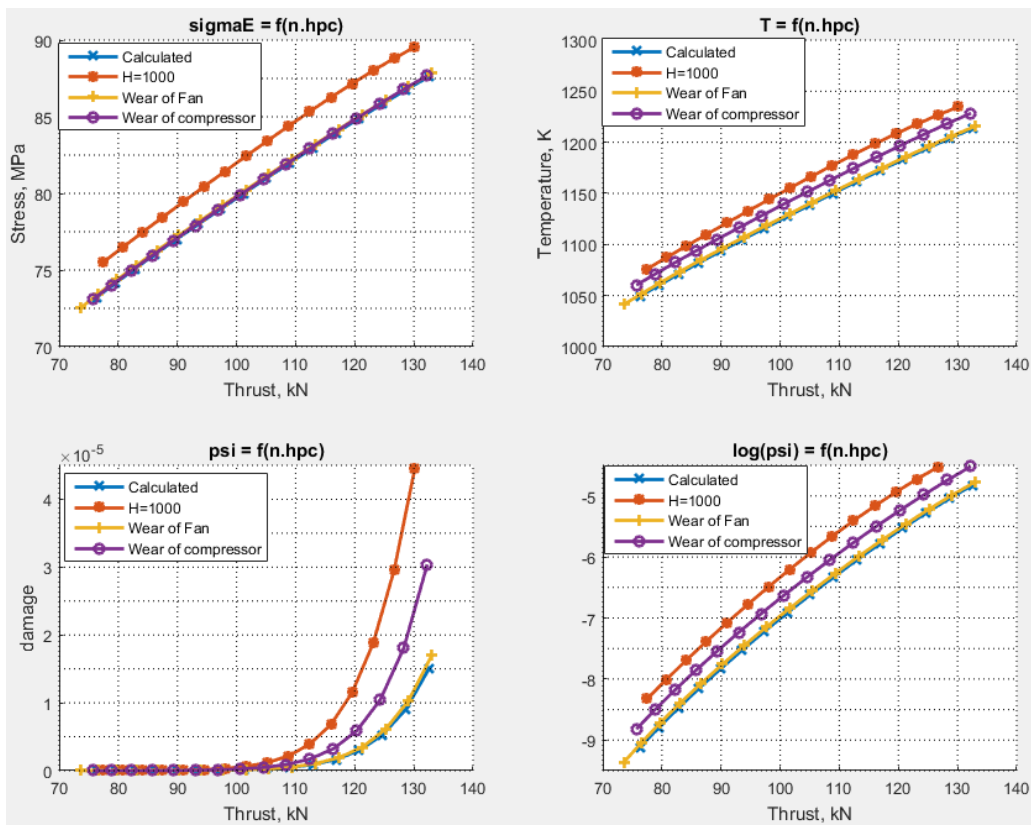 sigmaE = f(n.hpc)
90
85
80
75
70
Stress, MPa
Calculated
H=1000
Wear of Fan
Wear of compressor
70 80 90 100 110 120 130 140
Thrust, kN
T = f(n.hpc)
1300
1250
1200
1150
1100
1050
1000
Temperature, K
Calculated
H=1000
Wear of Fan
Wear of compressor
70 80 90 100 110 120 130 140
Thrust, kN
psi = f(n.hpc)
×10-5
4
3
2
1
0
damage
Calculated
H=1000
Wear of Fan
Wear of compressor
70 80 90 100 110 120 130 140
Thrust, kN
log(psi) = f(n.hpc)
-5
-6
-7
-8
-9
Calculated
H=1000
Wear of Fan
Wear of compressor
70 80 90 100 110 120 130 140
Thrust, kN